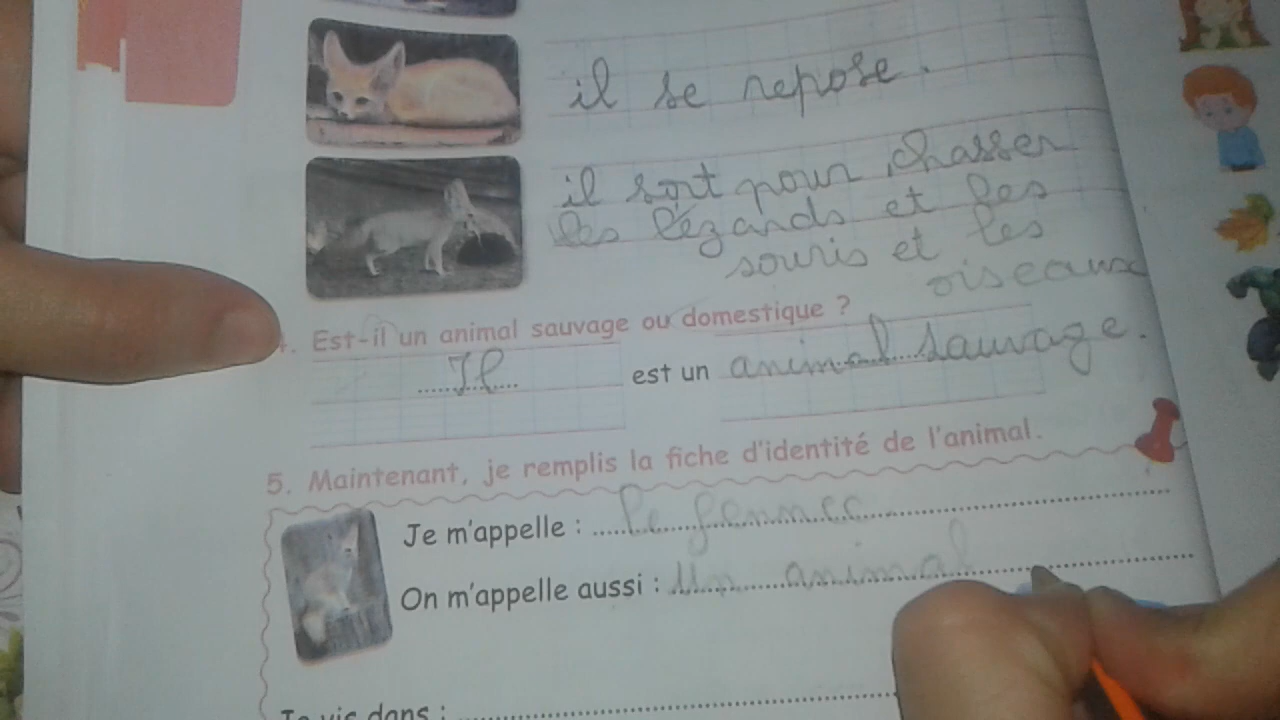 il se repose.
il sort pour chasser
les lézards et les
souris et les
oiseaux
4. Est-il un animal sauvage ou domestique ?
Il est un animal sauvage.
5. Maintenant, je remplis la fiche d'identité de l'animal.
Je m'appelle : le fennec
On m'appelle aussi : Un animal
Je vis dans :